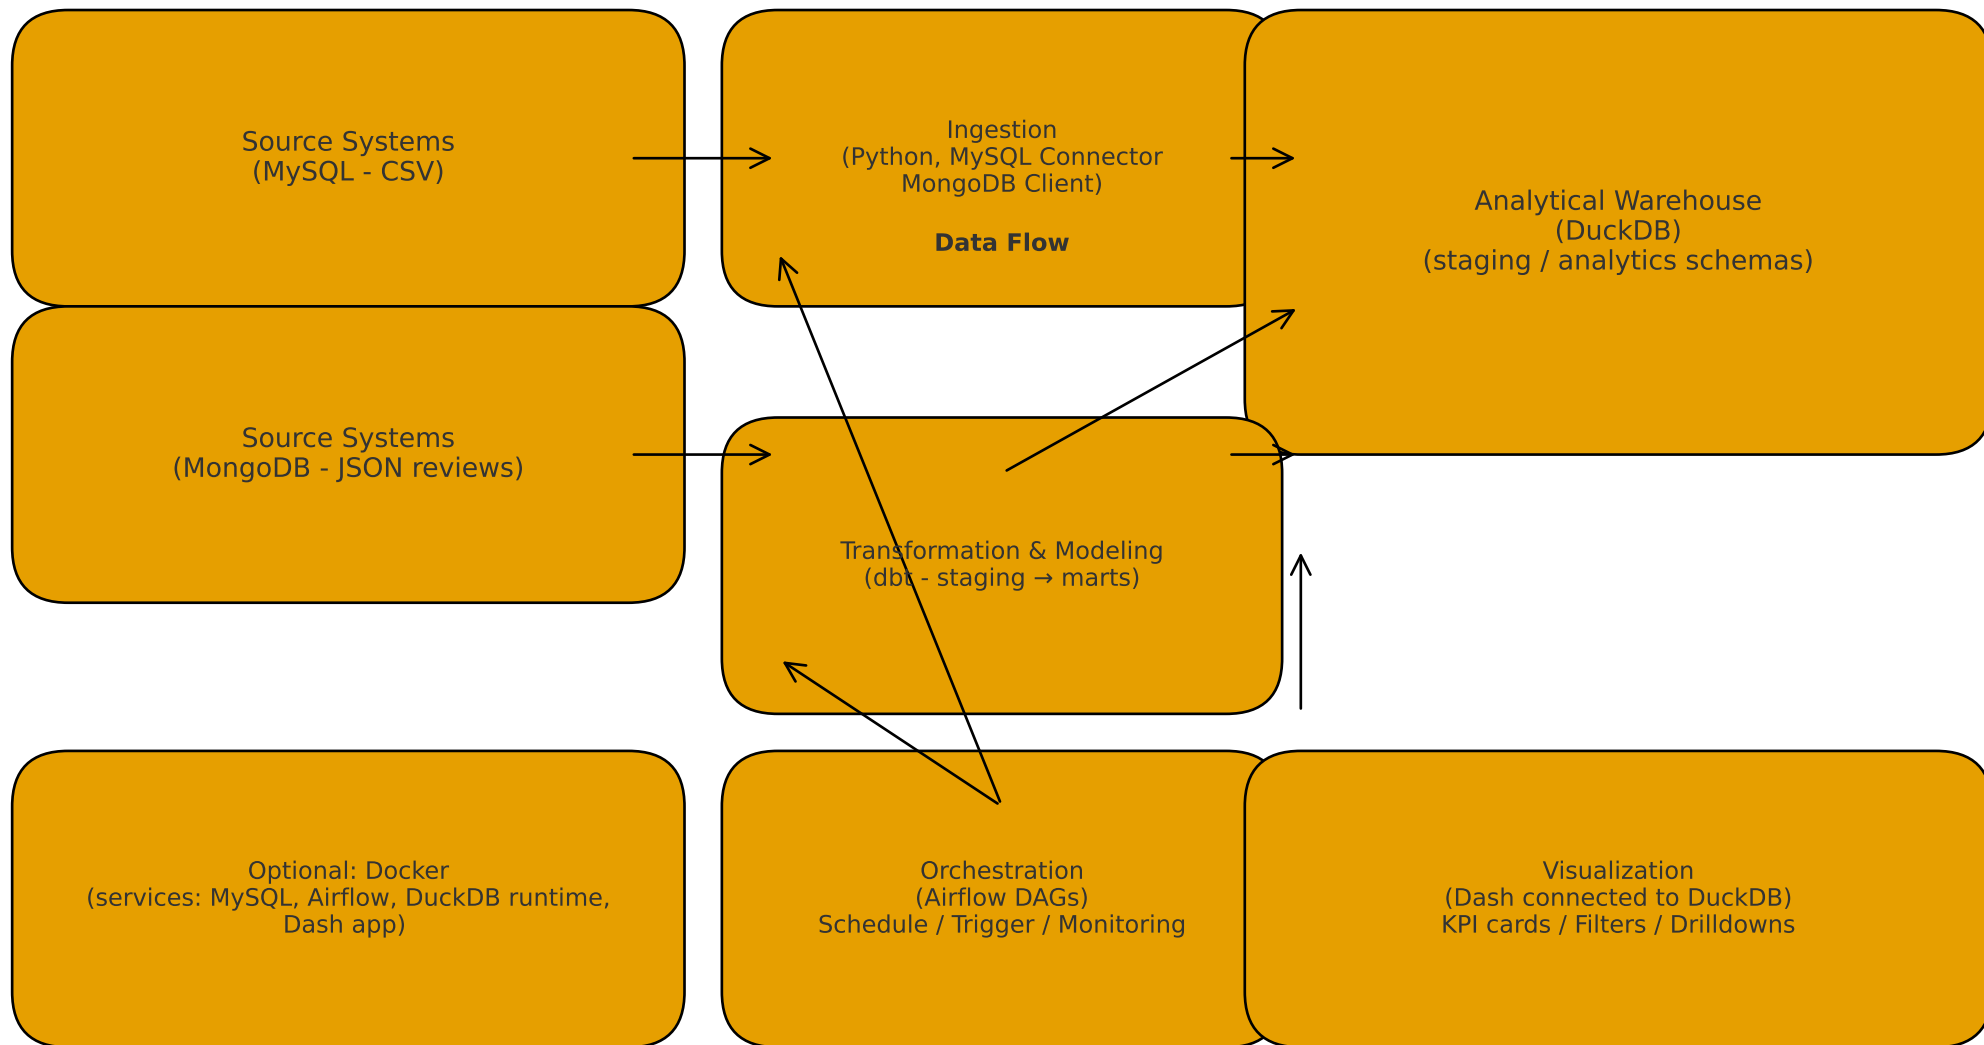 Source Systems
(MySQL - CSV)
Ingestion
(Python, MySQL Connector
MongoDB Client)
Data Flow
Analytical Warehouse
(DuckDB)
(staging / analytics schemas)
Source Systems
(MongoDB - JSON reviews)
Transformation & Modeling
(dbt - staging → marts)
Optional: Docker
(services: MySQL, Airflow, DuckDB runtime,
Dash app)
Orchestration
(Airflow DAGs)
Schedule / Trigger / Monitoring
Visualization
(Dash connected to DuckDB)
KPI cards / Filters / Drilldowns